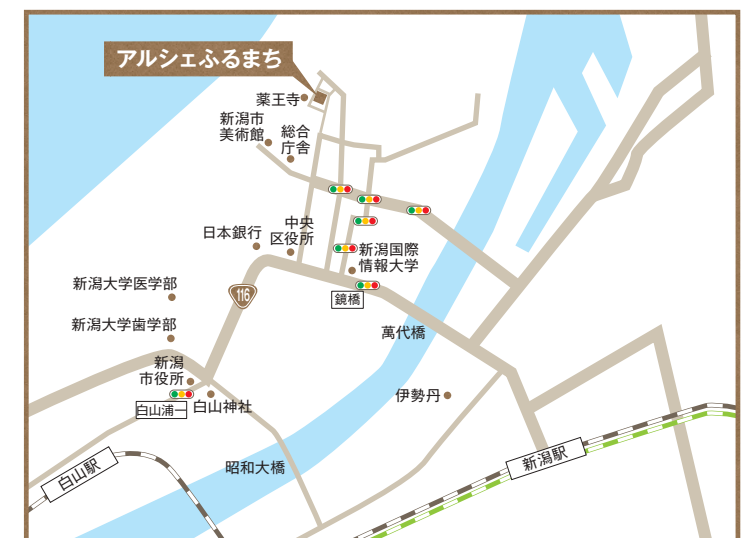 アルシェふるまち
薬王寺
新潟市
美術館
総合
庁舎
中央
区役所
日本銀行
新潟国際
情報大学
新潟大学医学部
116
鏡橋
新潟大学歯学部
萬代橋
新潟
市役所
伊勢丹
白山浦一
白山神社
昭和大橋
新潟駅
白山駅